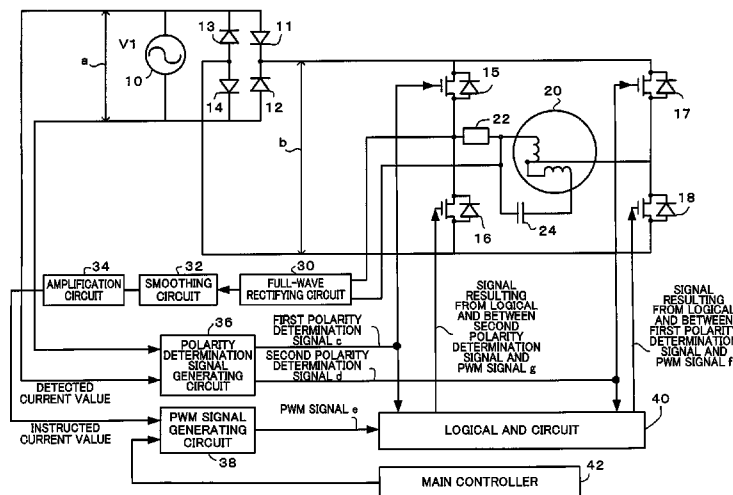 13
11
V1
10
a
14
12
15
20
17
22
b
16
24
18
34
32
30
AMPLIFICATION
CIRCUIT
SMOOTHING
CIRCUIT
FULL-WAVE
RECTIFYING CIRCUIT
36
POLARITY
DETERMINATION
SIGNAL
GENERATING
CIRCUIT
FIRST POLARITY
DETERMINATION
SIGNAL c
SECOND POLARITY
DETERMINATION
SIGNAL d
SIGNAL
RESULTING
FROM LOGICAL
AND BETWEEN
SECOND
POLARITY
DETERMINATION
SIGNAL AND
PWM SIGNAL g
SIGNAL
RESULTING
FROM LOGICAL
AND BETWEEN
FIRST POLARITY
DETERMINATION
SIGNAL AND
PWM SIGNAL f
DETECTED
CURRENT VALUE
INSTRUCTED
CURRENT VALUE
PWM SIGNAL
GENERATING
CIRCUIT
38
PWM SIGNAL e
LOGICAL AND CIRCUIT
40
MAIN CONTROLLER
42